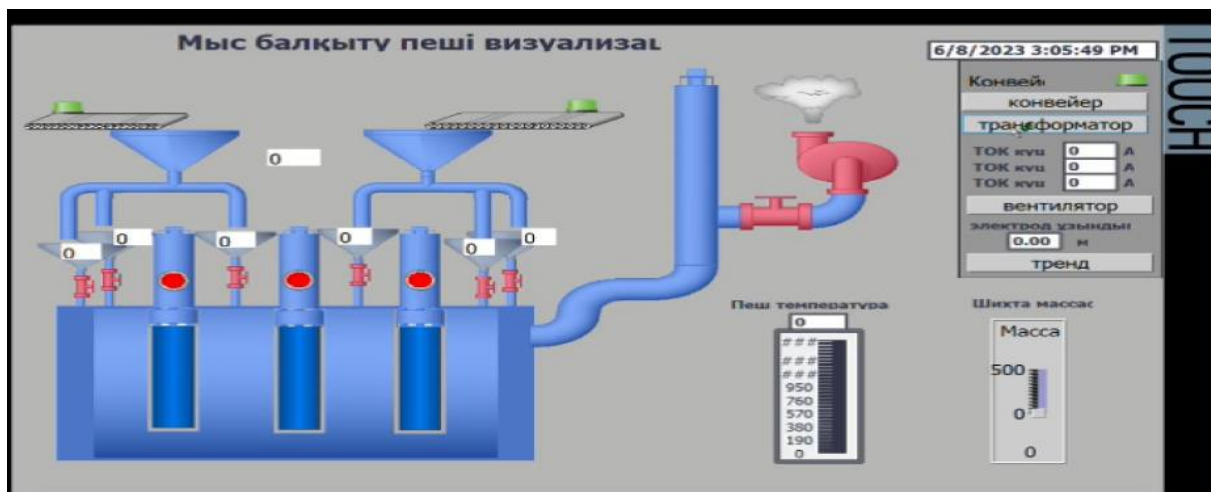 Мыс балқыту пеші визуализац
6/8/2023 3:05:49 PM
TOUCH
Конвей
конвейер
трансформатор
ТОК күш 0 А
ТОК күш 0 А
ТОК күш 0 А
вентилятор
электрод ұзындығ
0.00 м
тренд
0
0
0
0
0
0
0
Пеш температура
0
###
###
###
950
760
570
380
190
0
Шихта массас
Масса
500
0
0